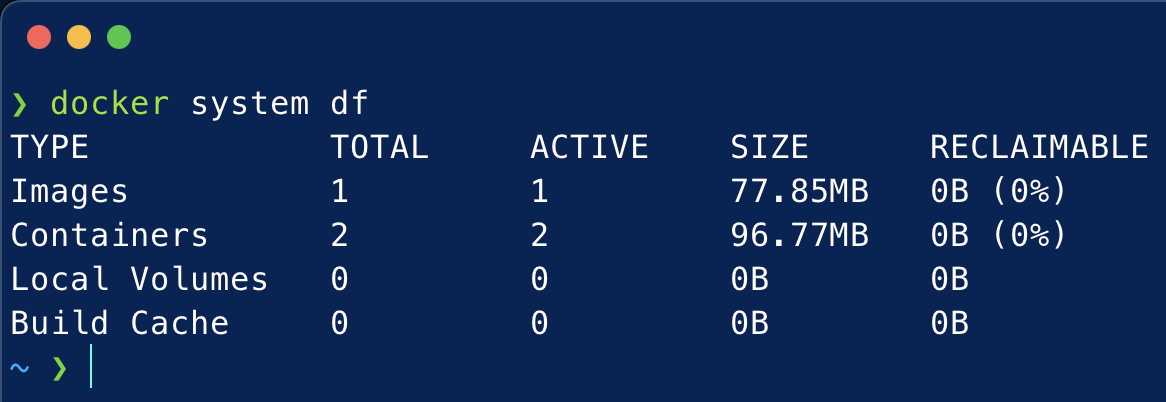 ❯ docker system df
TYPE TOTAL ACTIVE SIZE RECLAIMABLE
Images 1 1 77.85MB 0B (0%)
Containers 2 2 96.77MB 0B (0%)
Local Volumes 0 0 0B 0B
Build Cache 0 0 0B 0B
~ ❯